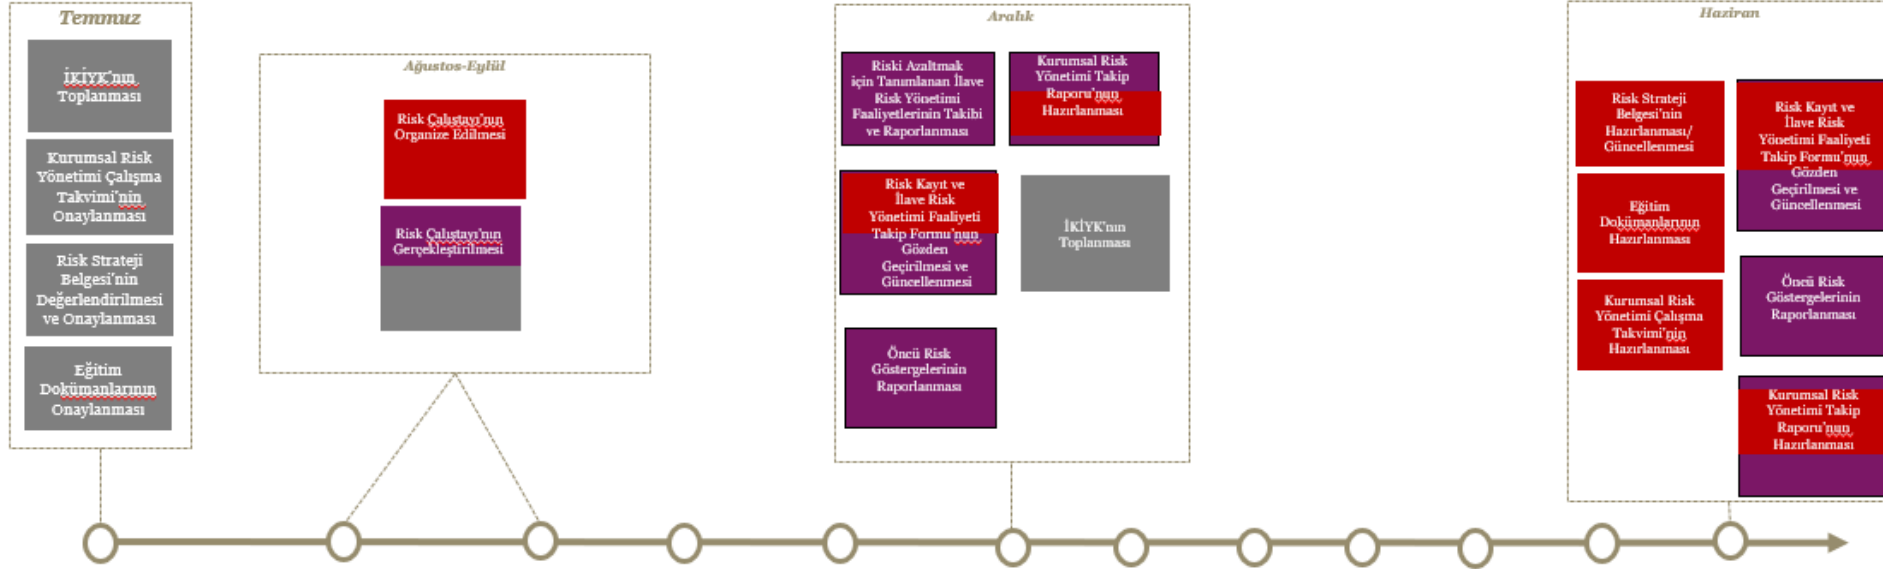 Temmuz
İKİYK'nın
Toplanması
Kurumsal Risk
Yönetimi Çalışma
Takvimi'nin
Onaylanması
Risk Strateji
Belgesi'nin
Değerlendirilmesi
ve Onaylanması
Eğitim
Dokümanlarının
Onaylanması
Ağustos-Eylül
Risk Çalıştayı'nın
Organize Edilmesi
Risk Çalıştayı'nın
Gerçekleştirilmesi
Aralık
Riski Azaltmak
için Tanımlanan İlave
Risk Yönetimi
Faaliyetlerinin Takibi
ve Raporlanması
Kurumsal Risk
Yönetimi Takip
Raporu'nun
Hazırlanması
Risk Kayıt ve
İlave Risk
Yönetimi Faaliyeti
Takip Formu'nun
Gözden
Geçirilmesi ve
Güncellenmesi
İKİYK'nın
Toplanması
Öncü Risk
Göstergelerinin
Raporlanması
Haziran
Risk Strateji
Belgesi'nin
Hazırlanması/
Güncellenmesi
Risk Kayıt ve
İlave Risk
Yönetimi Faaliyeti
Takip Formu'nun
Gözden
Geçirilmesi ve
Güncellenmesi
Eğitim
Dokümanlarının
Hazırlanması
Öncü Risk
Göstergelerinin
Raporlanması
Kurumsal Risk
Yönetimi Çalışma
Takvimi'nin
Hazırlanması
Kurumsal Risk
Yönetimi Takip
Raporu'nun
Hazırlanması